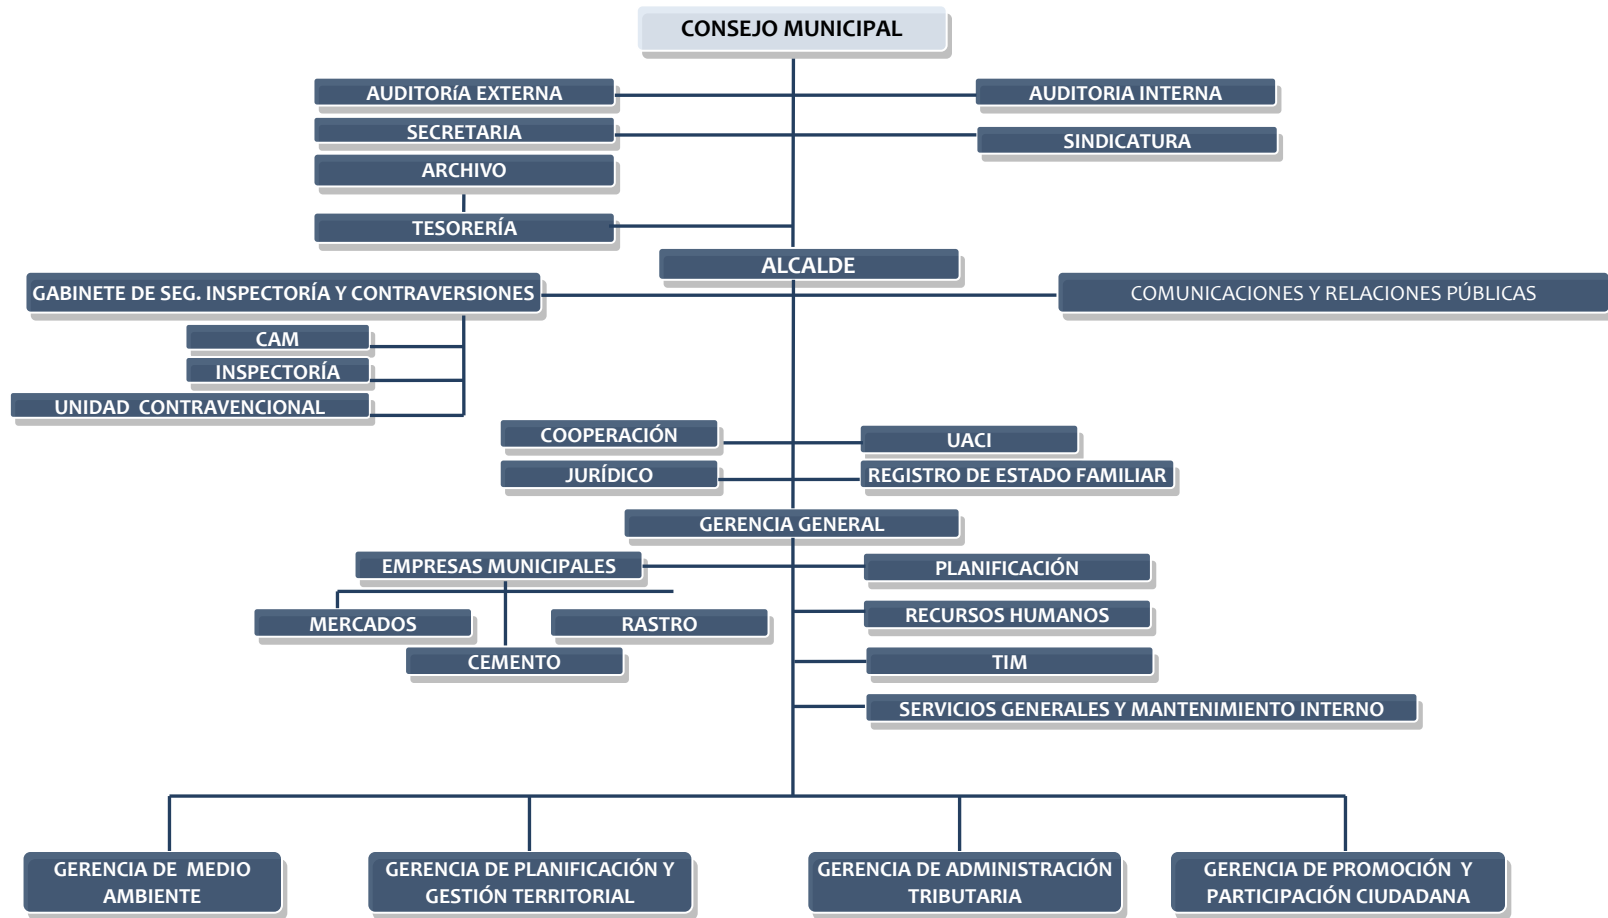 CONSEJO MUNICIPAL
AUDITORíA EXTERNA
AUDITORIA INTERNA
SECRETARIA
SINDICATURA
ARCHIVO
TESORERÍA
ALCALDE
GABINETE DE SEG. INSPECTORÍA Y CONTRAVERSIONES
COMUNICACIONES Y RELACIONES PÚBLICAS
CAM
INSPECTORÍA
UNIDAD CONTRAVENCIONAL
COOPERACIÓN
UACI
JURÍDICO
REGISTRO DE ESTADO FAMILIAR
GERENCIA GENERAL
EMPRESAS MUNICIPALES
PLANIFICACIÓN
MERCADOS
RASTRO
RECURSOS HUMANOS
CEMENTO
TIM
SERVICIOS GENERALES Y MANTENIMIENTO INTERNO
GERENCIA DE MEDIO
AMBIENTE
GERENCIA DE PLANIFICACIÓN Y
GESTIÓN TERRITORIAL
GERENCIA DE ADMINISTRACIÓN
TRIBUTARIA
GERENCIA DE PROMOCIÓN Y
PARTICIPACIÓN CIUDADANA